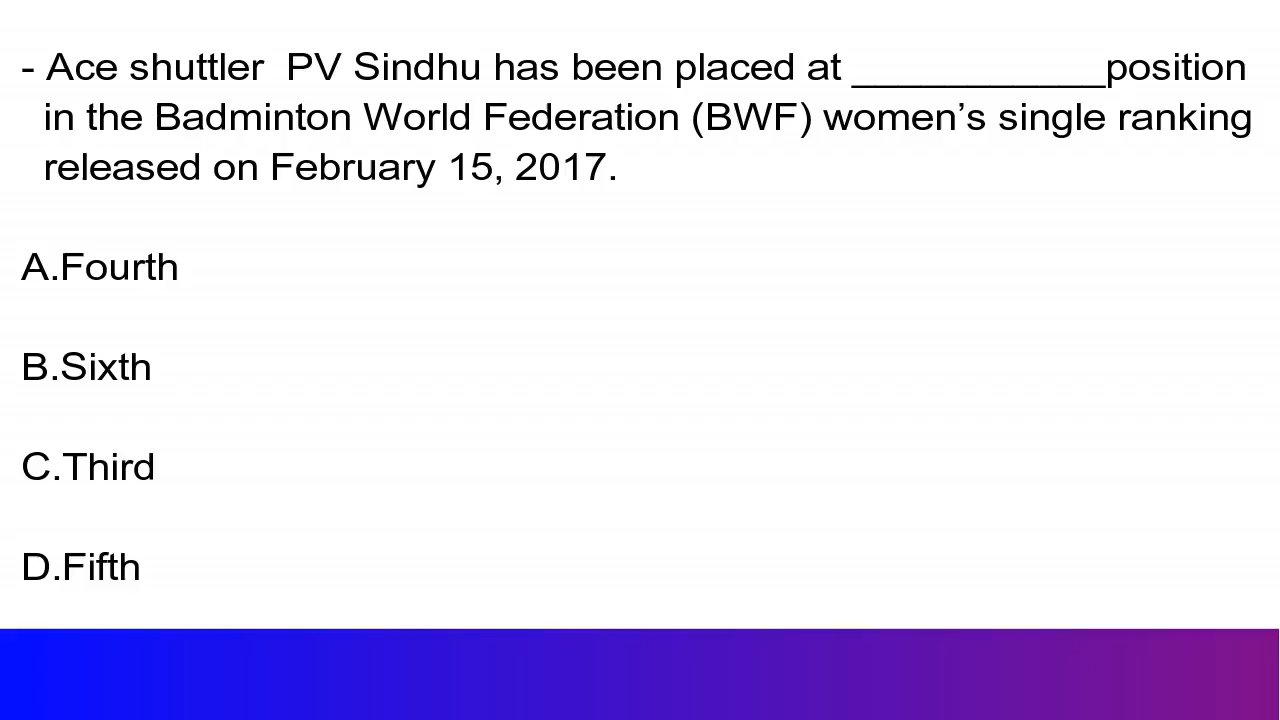 - Ace shuttler  PV Sindhu has been placed at ____________position
in the Badminton World Federation (BWF) women’s single ranking
released on February 15, 2017.
A.Fourth
B.Sixth
C.Third
D.Fifth